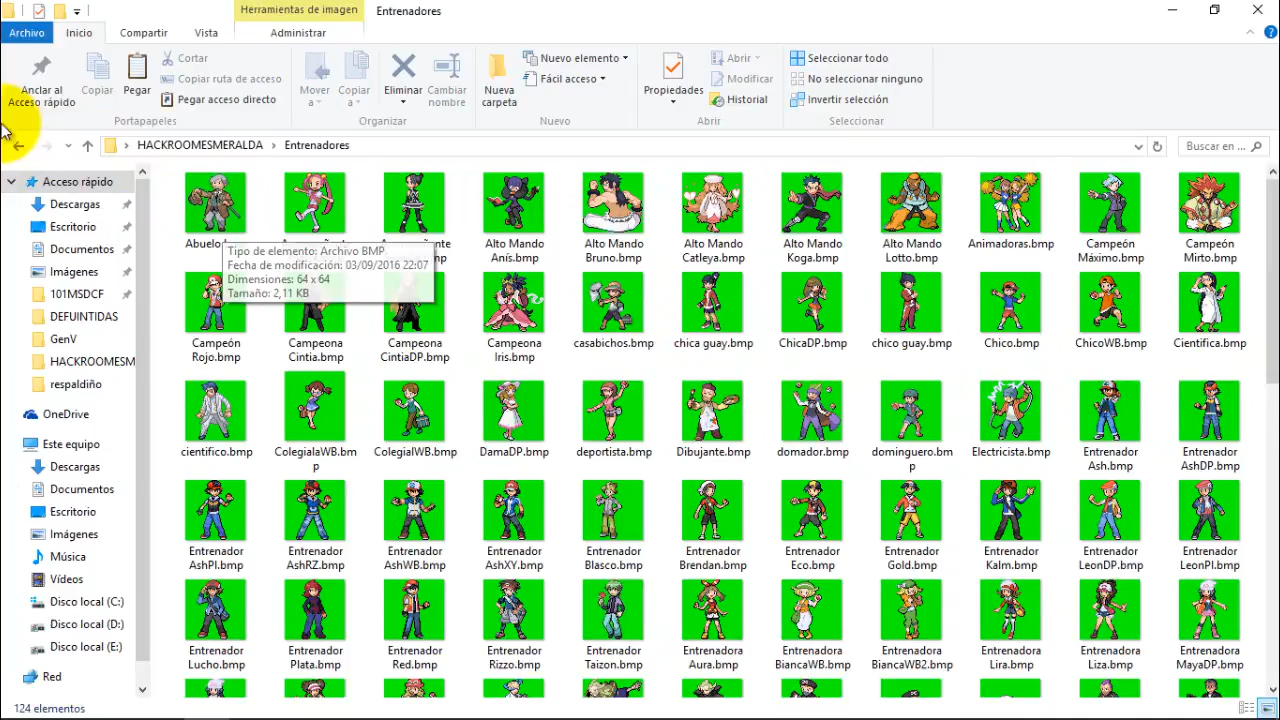 Herramientas de imagen
Entrenadores
Archivo
Inicio
Compartir
Vista
Administrar
Anclar al
Acceso rápido
Copiar
Pegar
Cortar
Copiar ruta de acceso
Pegar acceso directo
Portapapeles
Mover
a
Copiar
a
Eliminar
Cambiar
nombre
Organizar
Nueva
carpeta
Nuevo elemento
Fácil acceso
Nuevo
Propiedades
Abrir
Modificar
Historial
Abrir
Seleccionar todo
No seleccionar ninguno
Invertir selección
Seleccionar
HACKROOMESMERALDA
Entrenadores
Buscar en ...
Acceso rápido
Descargas
Escritorio
Documentos
Imágenes
101MSDCF
DEFUINTIDAS
GenV
HACKROOMESM
respaldiño
OneDrive
Este equipo
Descargas
Documentos
Escritorio
Imágenes
Música
Vídeos
Disco local (C:)
Disco local (D:)
Disco local (E:)
Red
Tipo de elemento: Archivo BMP
Fecha de modificación: 03/09/2016 22:07
Dimensiones: 64 x 64
Tamaño: 2,11 KB
Alto Mando
Anís.bmp
Alto Mando
Bruno.bmp
Alto Mando
Catleya.bmp
Alto Mando
Koga.bmp
Alto Mando
Lotto.bmp
Animadoras.bmp
Campeón
Máximo.bmp
Campeón
Mirto.bmp
Campeón
Rojo.bmp
Campeona
Cintia.bmp
Campeona
CintiaDP.bmp
Campeona
Iris.bmp
casabichos.bmp
chica guay.bmp
ChicaDP.bmp
chico guay.bmp
Chico.bmp
ChicoWB.bmp
Cientifica.bmp
cientifico.bmp
ColegialaWB.bm
p
ColegialWB.bmp
DamaDP.bmp
deportista.bmp
Dibujante.bmp
domador.bmp
dominguero.bm
p
Electricista.bmp
Entrenador
Ash.bmp
Entrenador
AshDP.bmp
Entrenador
AshPl.bmp
Entrenador
AshRZ.bmp
Entrenador
AshWB.bmp
Entrenador
AshXY.bmp
Entrenador
Blasco.bmp
Entrenador
Brendan.bmp
Entrenador
Eco.bmp
Entrenador
Gold.bmp
Entrenador
Kalm.bmp
Entrenador
LeonDP.bmp
Entrenador
LeonPl.bmp
Entrenador
Lucho.bmp
Entrenador
Plata.bmp
Entrenador
Red.bmp
Entrenador
Rizzo.bmp
Entrenador
Taizon.bmp
Entrenadora
Aura.bmp
Entrenadora
BiancaWB.bmp
Entrenadora
BiancaWB2.bmp
Entrenadora
Lira.bmp
Entrenadora
Liza.bmp
Entrenadora
MayaDP.bmp
124 elementos